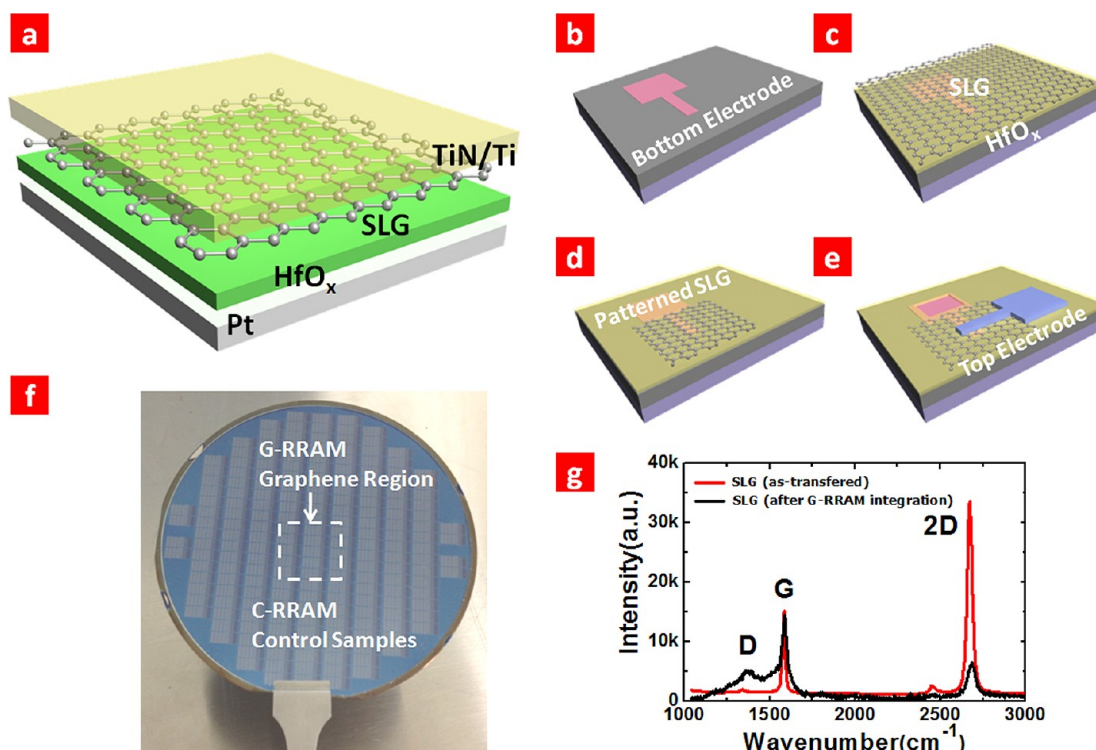 a
TiN/Ti
SLG
HfOx
Pt
b
Bottom Electrode
c
SLG
HfOx
d
Patterned SLG
e
Top Electrode
f
G-RRAM
Graphene Region
C-RRAM
Control Samples
g
40k
30k
20k
10k
0
Intensity(a.u.)
SLG (as-transfered)
SLG (after G-RRAM integration)
D
G
2D
1000 1500 2000 2500 3000
Wavenumber(cm-1)